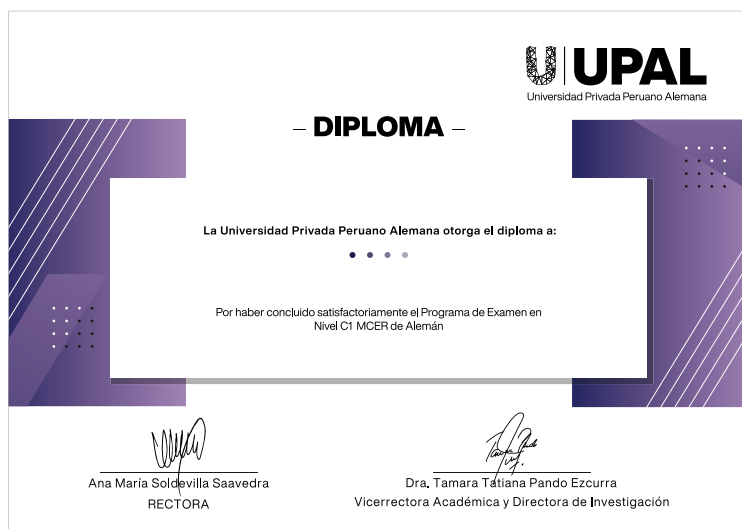 UPAL
Universidad Privada Peruano Alemana
– DIPLOMA –
La Universidad Privada Peruano Alemana otorga el diploma a:
Por haber concluido satisfactoriamente el Programa de Examen en
Nivel C1 MCER de Alemán
Ana María Soldevilla Saavedra
RECTORA
Dra. Tamara Tatiana Pando Ezcurra
Vicerrectora Académica y Directora de Investigación